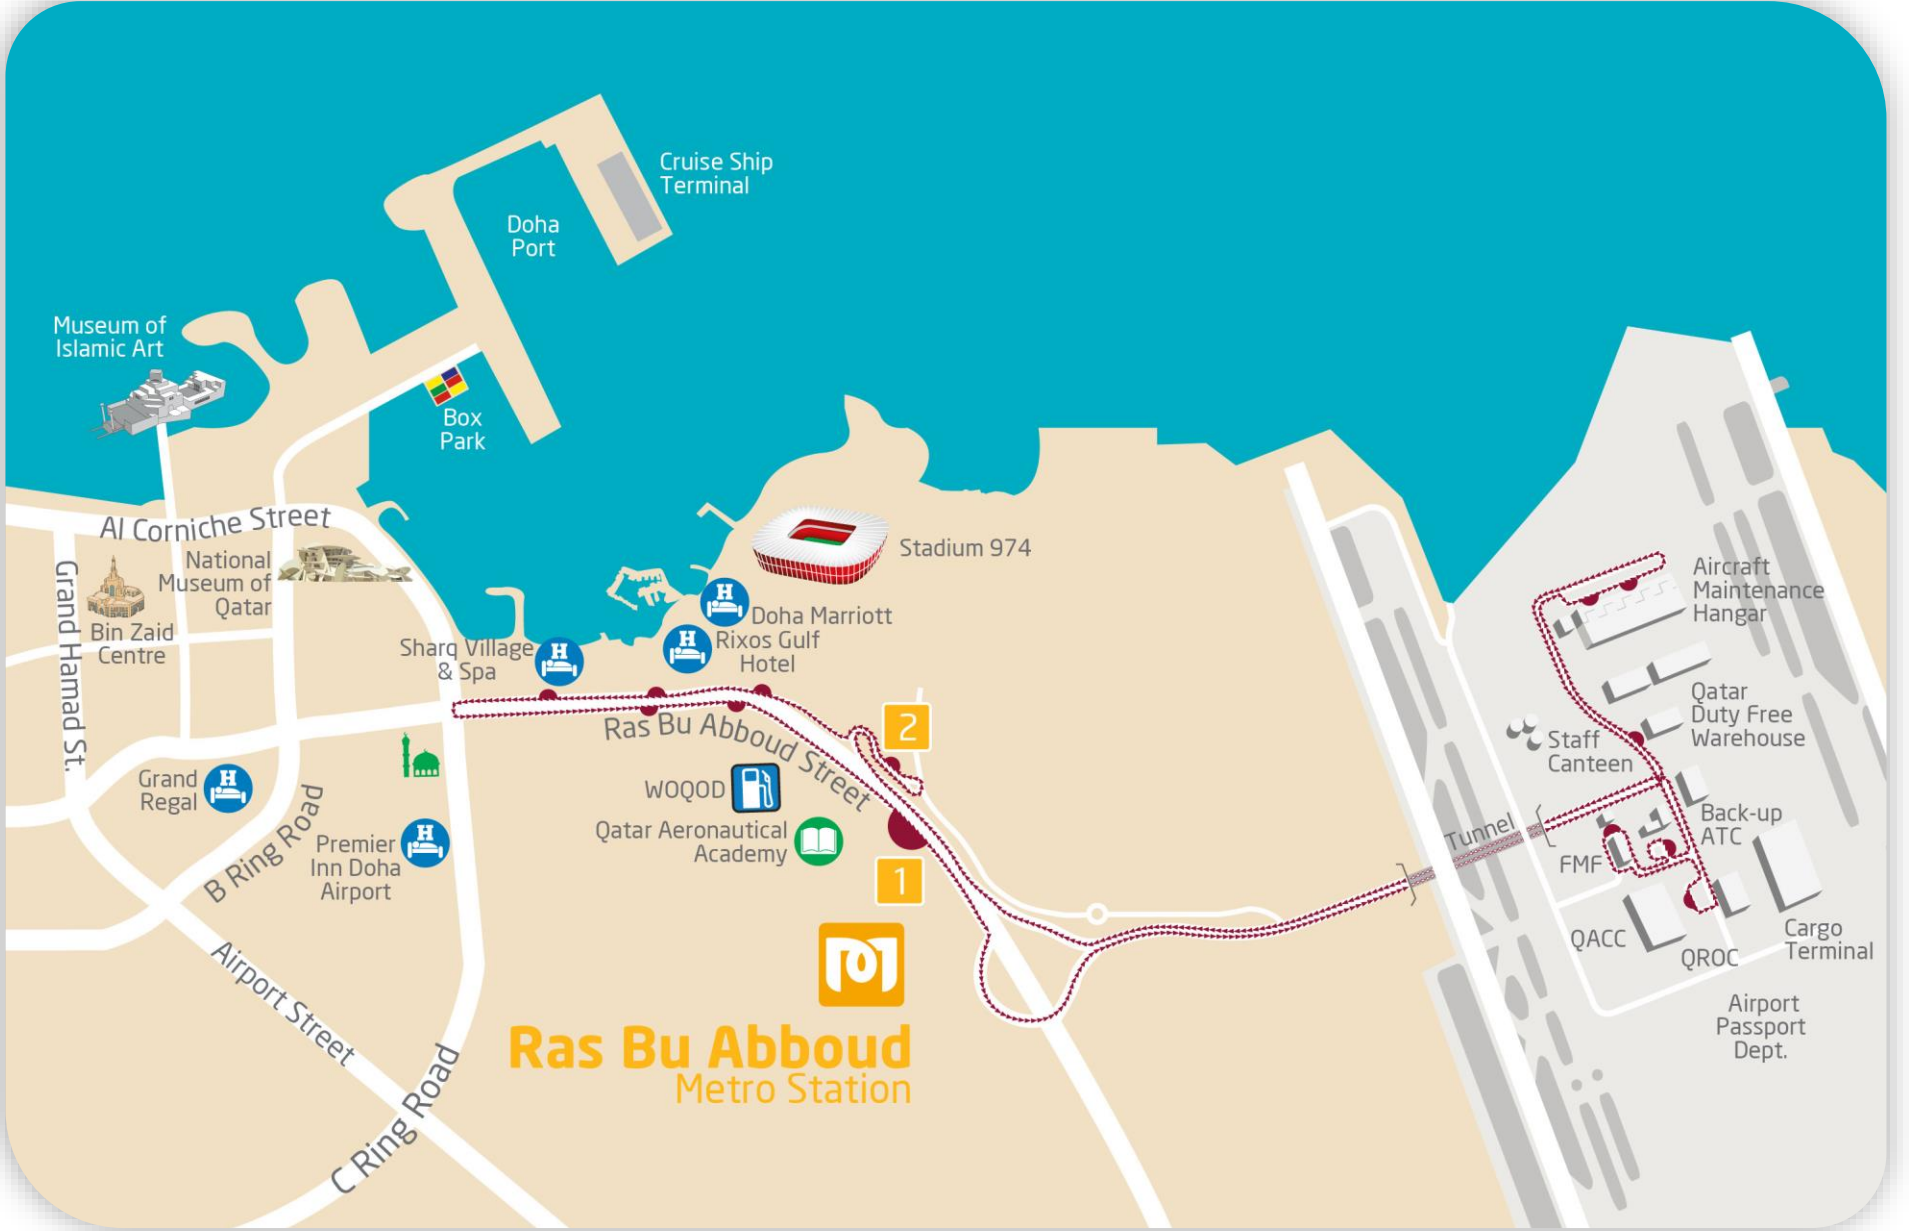 Cruise Ship
Terminal
Doha
Port
Museum of
Islamic Art
Box
Park
Al Corniche Street
Stadium 974
National
Museum of
Qatar
Grand Hamad St.
Bin Zaid
Centre
Sharq Village
& Spa
H
H
H
Doha Marriott
Rixos Gulf
Hotel
Aircraft
Maintenance
Hangar
Qatar
Duty Free
Warehouse
Staff
Canteen
Ras Bu Abboud Street
2
Grand
Regal
H
WOQOD
Qatar Aeronautical
Academy
B Ring Road
Premier
Inn Doha
Airport
H
1
Tunnel
Back-up
ATC
FMF
QACC
QROC
Cargo
Terminal
Airport
Passport
Dept.
Airport Street
C Ring Road
Ras Bu Abboud
Metro Station